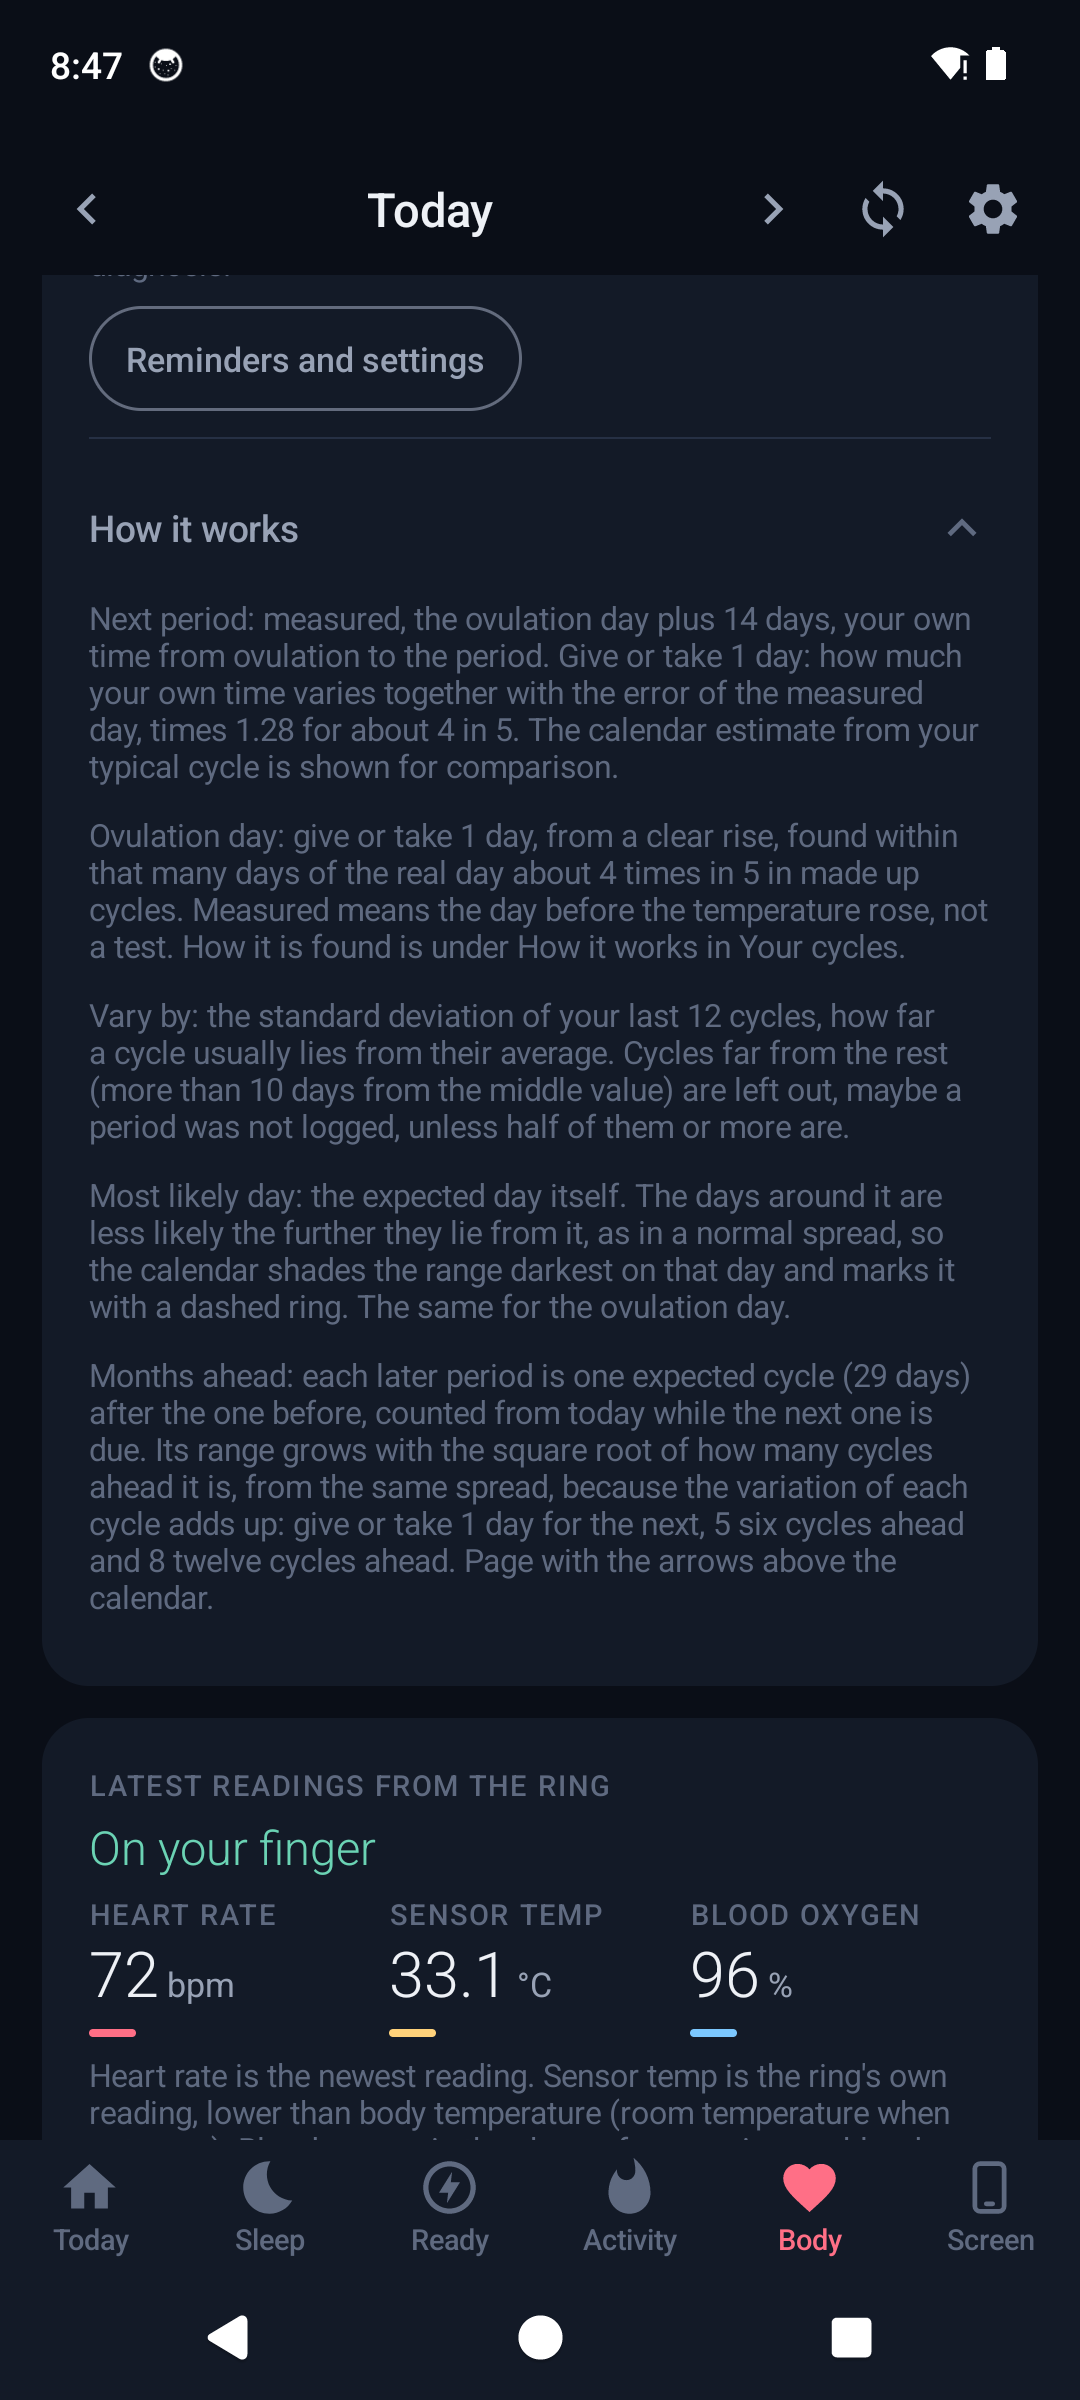 8:47
Today
Reminders and settings
How it works
Next period: measured, the ovulation day plus 14 days, your own
time from ovulation to the period. Give or take 1 day: how much
your own time varies together with the error of the measured
day, times 1.28 for about 4 in 5. The calendar estimate from your
typical cycle is shown for comparison.
Ovulation day: give or take 1 day, from a clear rise, found within
that many days of the real day about 4 times in 5 in made up
cycles. Measured means the day before the temperature rose, not
a test. How it is found is under How it works in Your cycles.
Vary by: the standard deviation of your last 12 cycles, how far
a cycle usually lies from their average. Cycles far from the rest
(more than 10 days from the middle value) are left out, maybe a
period was not logged, unless half of them or more are.
Most likely day: the expected day itself. The days around it are
less likely the further they lie from it, as in a normal spread, so
the calendar shades the range darkest on that day and marks it
with a dashed ring. The same for the ovulation day.
Months ahead: each later period is one expected cycle (29 days)
after the one before, counted from today while the next one is
due. Its range grows with the square root of how many cycles
ahead it is, from the same spread, because the variation of each
cycle adds up: give or take 1 day for the next, 5 six cycles ahead
and 8 twelve cycles ahead. Page with the arrows above the
calendar.
LATEST READINGS FROM THE RING
On your finger
HEART RATE SENSOR TEMP BLOOD OXYGEN
72 bpm 33.1 °C 96 %
Heart rate is the newest reading. Sensor temp is the ring's own
reading, lower than body temperature (room temperature when
Today Sleep Ready Activity Body Screen